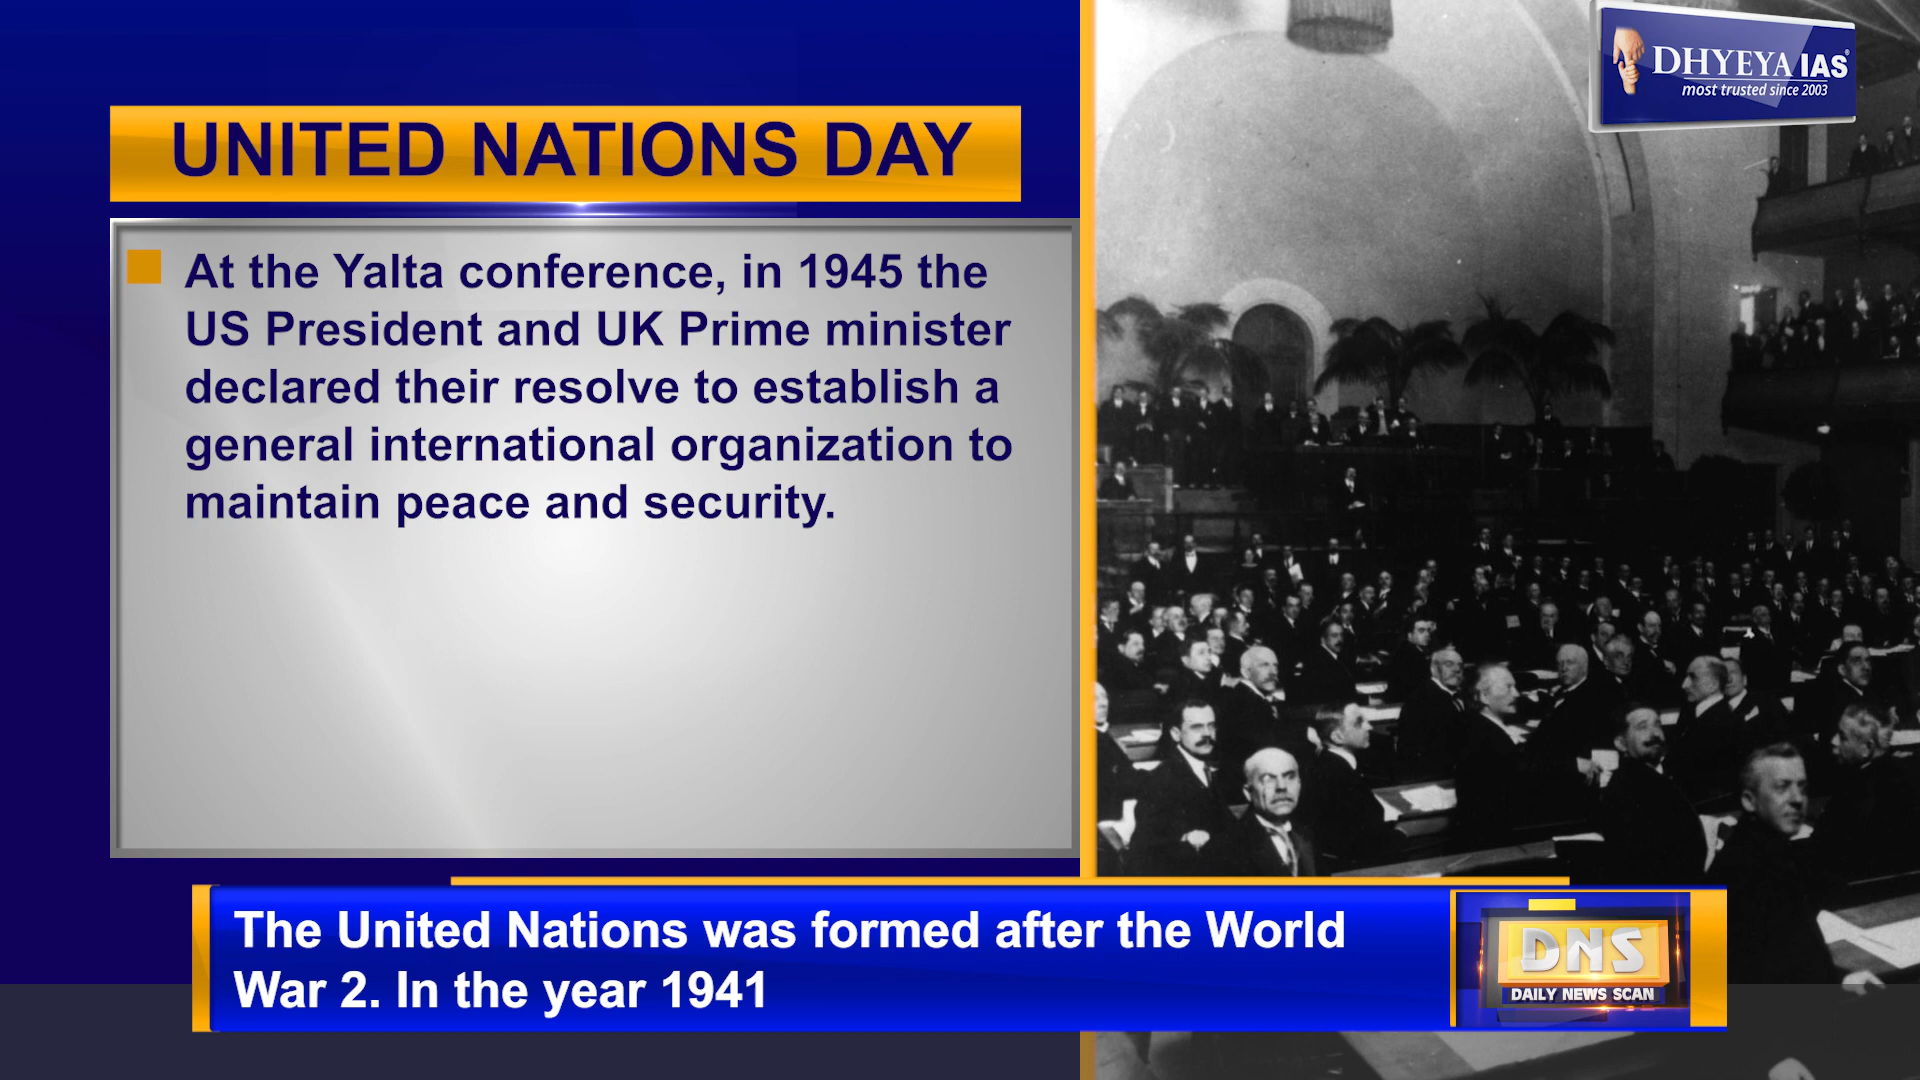 DHYEYA IAS®
most trusted since 2003
UNITED NATIONS DAY
At the Yalta conference, in 1945 the
US President and UK Prime minister
declared their resolve to establish a
general international organization to
maintain peace and security.
The United Nations was formed after the World
War 2. In the year 1941
DNS
DAILY NEWS SCAN